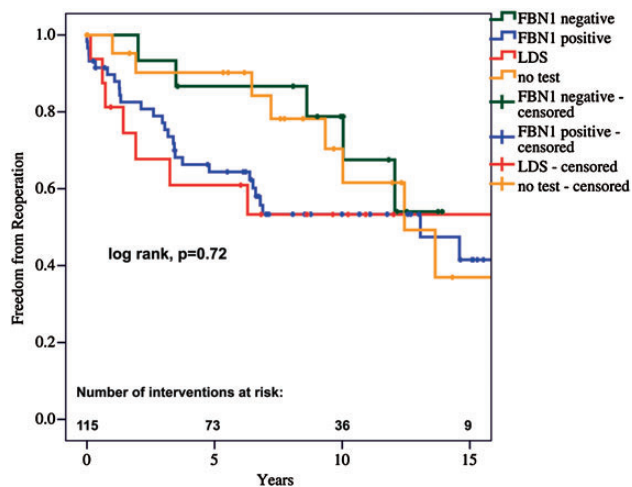 FBN1 negative
FBN1 positive
LDS
no test
FBN1 negative -
censored
FBN1 positive -
censored
LDS - censored
no test - censored
1.0
0.8
0.6
0.4
0.2
0.0
Freedom from Reoperation
log rank, p=0.72
Number of interventions at risk:
115 73 36 9
0 5 10 15
Years